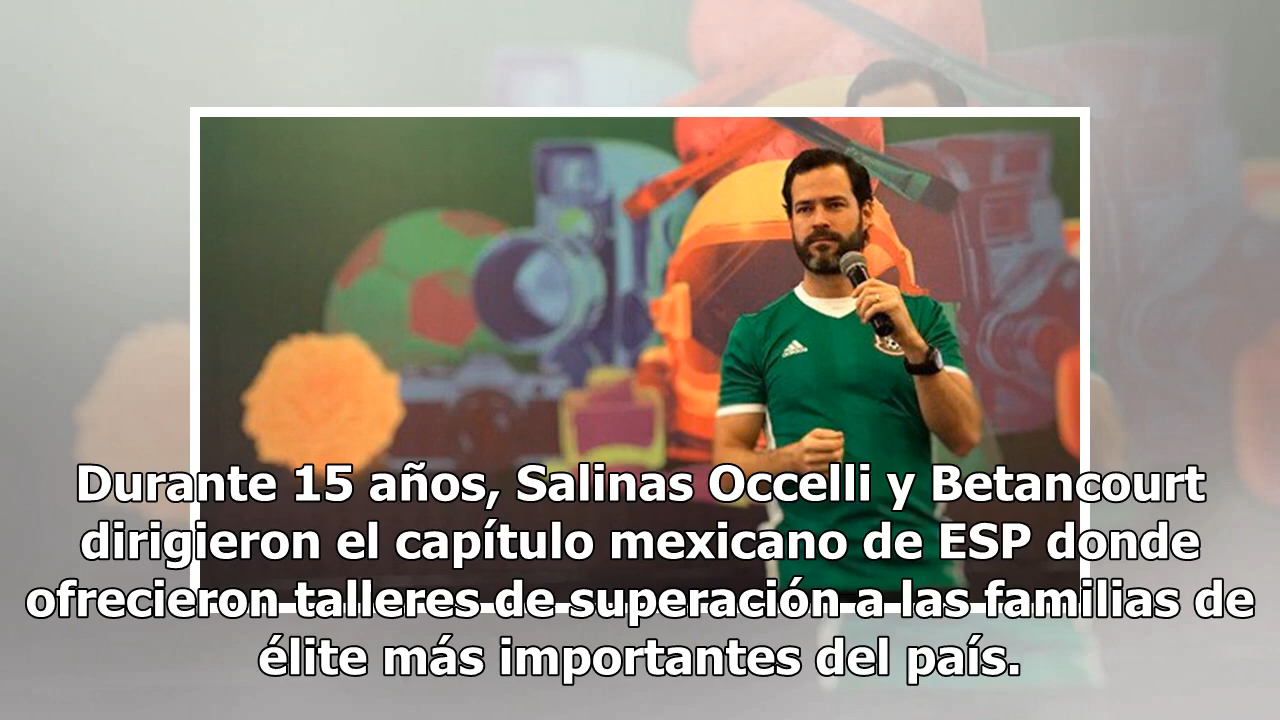 Durante 15 años, Salinas Occelli y Betancourt
dirigieron el capítulo mexicano de ESP donde
ofrecieron talleres de superación a las familias de
élite más importantes del país.